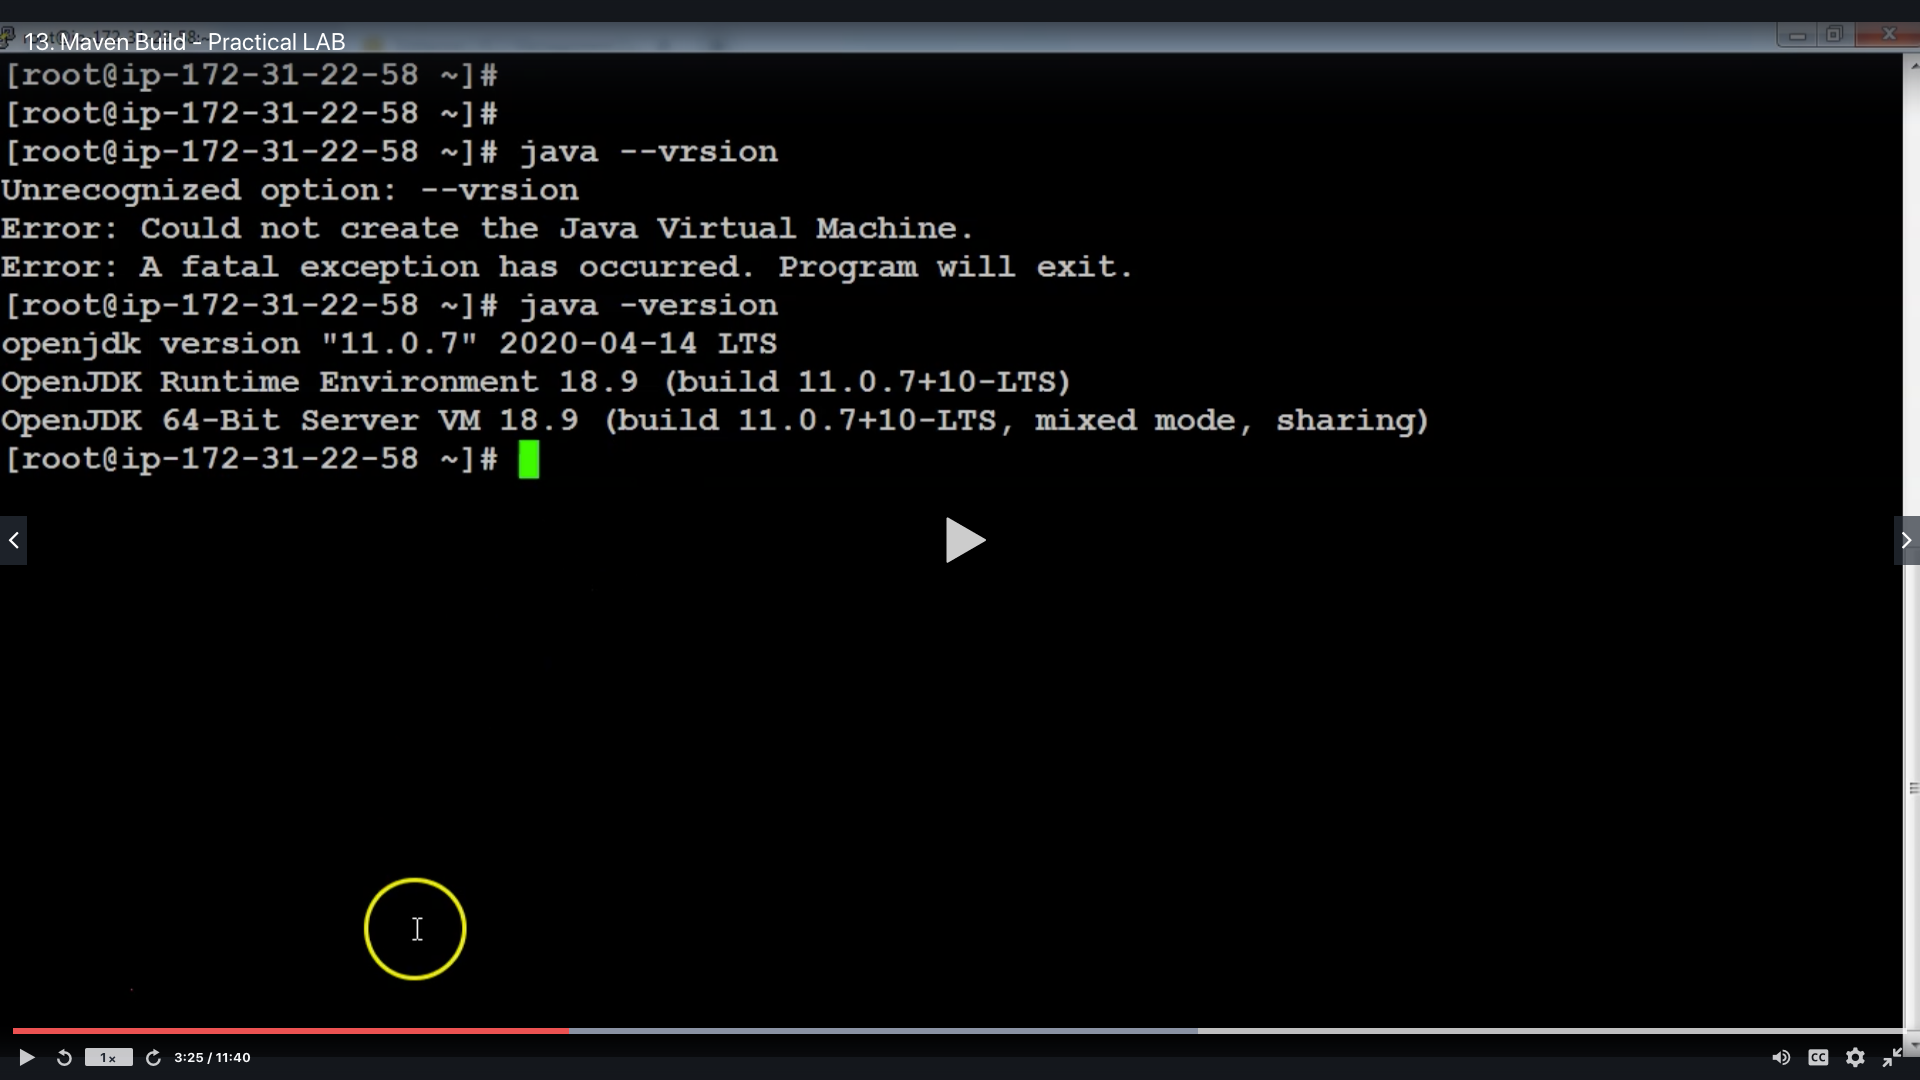 13. Maven Build - Practical LAB
[root@ip-172-31-22-58 ~]#
[root@ip-172-31-22-58 ~]#
[root@ip-172-31-22-58 ~]# java --vrsion
Unrecognized option: --vrsion
Error: Could not create the Java Virtual Machine.
Error: A fatal exception has occurred. Program will exit.
[root@ip-172-31-22-58 ~]# java -version
openjdk version "11.0.7" 2020-04-14 LTS
OpenJDK Runtime Environment 18.9 (build 11.0.7+10-LTS)
OpenJDK 64-Bit Server VM 18.9 (build 11.0.7+10-LTS, mixed mode, sharing)
[root@ip-172-31-22-58 ~]#
1x 3:25 / 11:40 CC